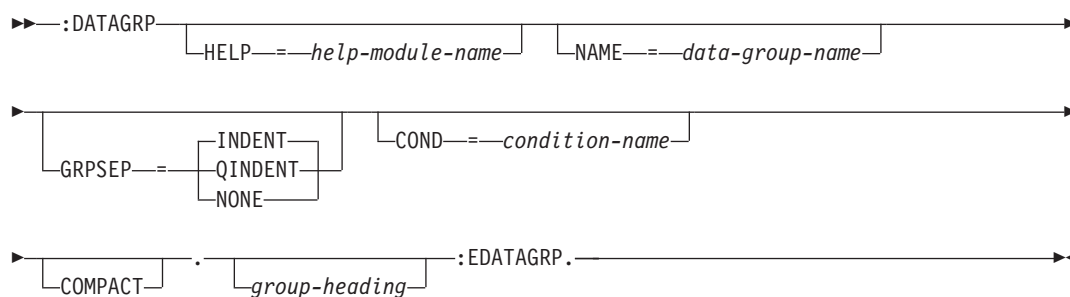 :DATAGRP
HELP = help-module-name
NAME = data-group-name
GRPSEP =
INDENT
QINDENT
NONE
COND = condition-name
COMPACT
.
group-heading
:EDATAGRP.